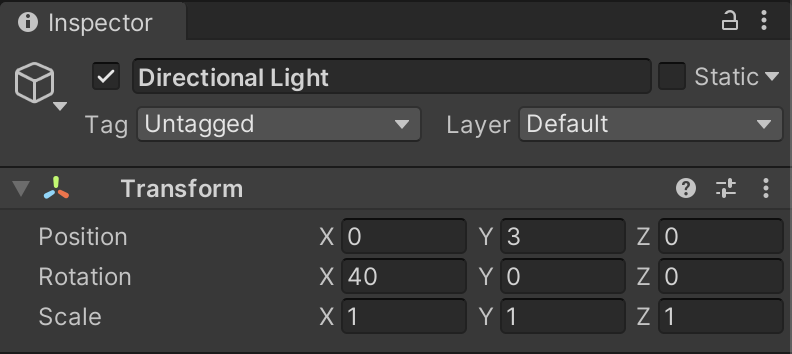 Inspector
Directional Light Static
Tag Untagged Layer Default
Transform
Position X 0 Y 3 Z 0
Rotation X 40 Y 0 Z 0
Scale X 1 Y 1 Z 1